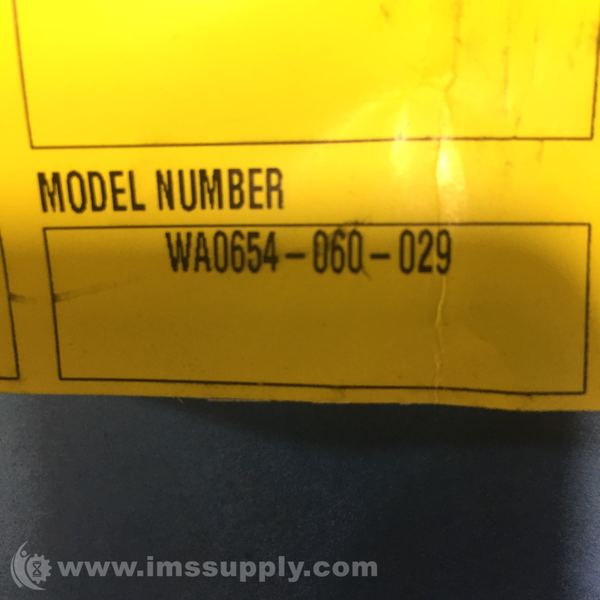 MODEL NUMBER
WA0654-060-029
www.imssupply.com